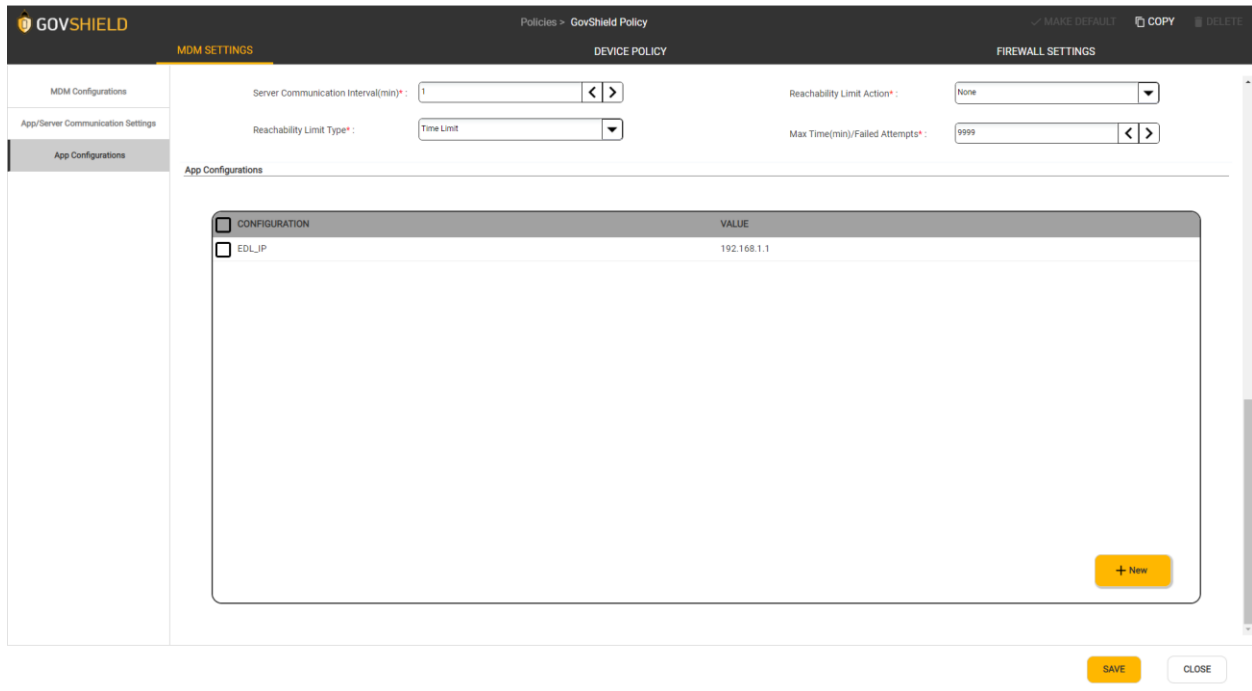 GOVSHIELD
Policies > GovShield Policy
MAKE DEFAULT
COPY
DELETE
MDM SETTINGS
DEVICE POLICY
FIREWALL SETTINGS
MDM Configurations
App/Server Communication Settings
App Configurations
Server Communication Interval(min)* : 1
Reachability Limit Action* : None
Reachability Limit Type* : Time Limit
Max Time(min)/Failed Attempts* : 9999
App Configurations
CONFIGURATION VALUE
EDL_IP 192.168.1.1
+ New
SAVE
CLOSE